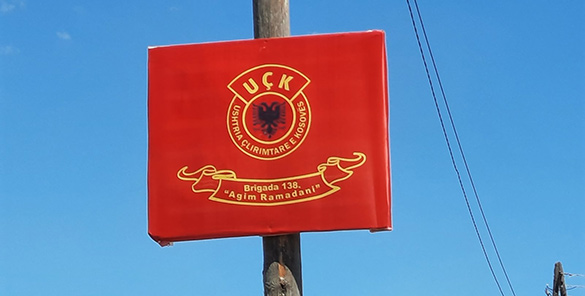 UÇK
USHTRIA ÇLIRIMTARE E KOSOVËS
Brigada 138.
"Agim Ramadani"